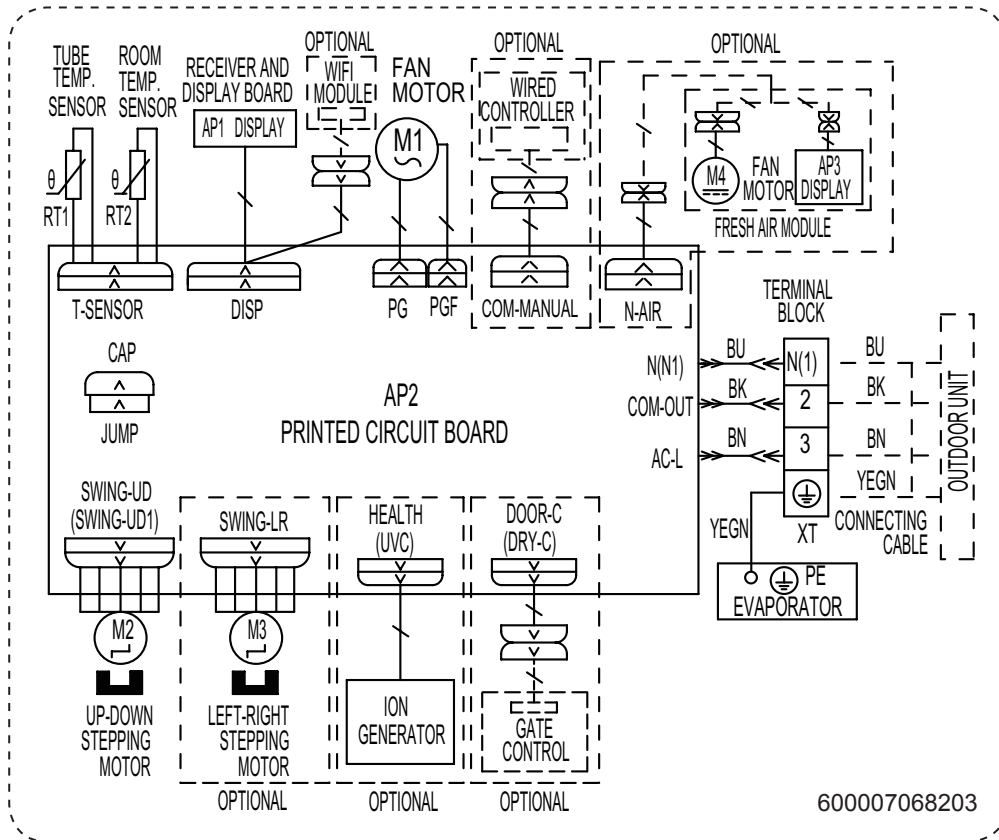 OPTIONAL
OPTIONAL
OPTIONAL
TUBE
TEMP.
SENSOR
ROOM
TEMP.
SENSOR
RECEIVER AND
DISPLAY BOARD
AP1 DISPLAY
WIFI
MODULE
FAN
MOTOR
M1
WIRED
CONTROLLER
M4
FAN
MOTOR
AP3
DISPLAY
FRESH AIR MODULE
θ
RT1
θ
RT2
T-SENSOR
DISP
PG
PGF
COM-MANUAL
N-AIR
TERMINAL
BLOCK
CAP
JUMP
AP2
PRINTED CIRCUIT BOARD
N(N1)
BU
N(1)
BU
COM-OUT
BK
2
BK
AC-L
BN
3
BN
YEGN
YEGN
XT
CONNECTING
CABLE
OUTDOOR UNIT
PE
EVAPORATOR
SWING-UD
(SWING-UD1)
SWING-LR
HEALTH
(UVC)
DOOR-C
(DRY-C)
M2
M3
UP-DOWN
STEPPING
MOTOR
LEFT-RIGHT
STEPPING
MOTOR
ION
GENERATOR
GATE
CONTROL
OPTIONAL
OPTIONAL
OPTIONAL
600007068203